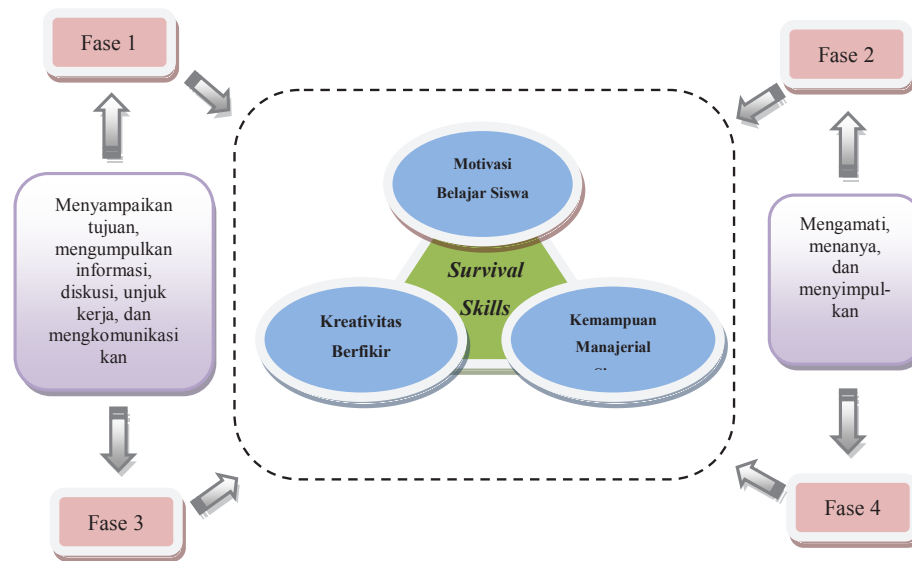 Fase 1
Fase 2
Motivasi
Belajar Siswa
Menyampaikan
tujuan,
mengumpulkan
informasi,
diskusi, unjuk
kerja, dan
mengkomunikasi
kan
Mengamati,
menanya,
dan
menyimpul-
kan
Survival
Skills
Kreativitas
Berfikir
Kemampuan
Manajerial
Fase 3
Fase 4